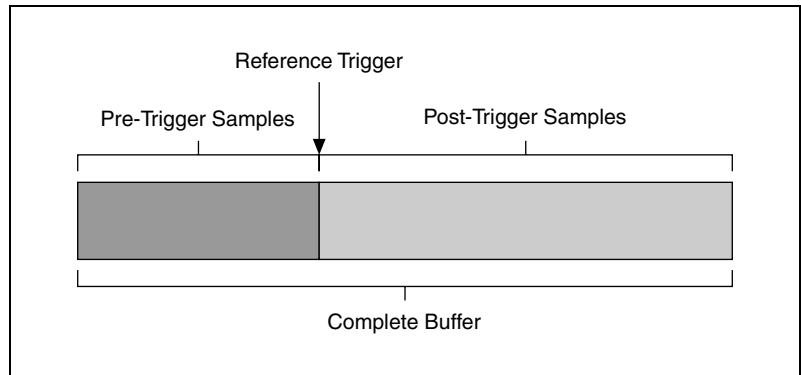 Reference Trigger
Pre-Trigger Samples
Post-Trigger Samples
Complete Buffer